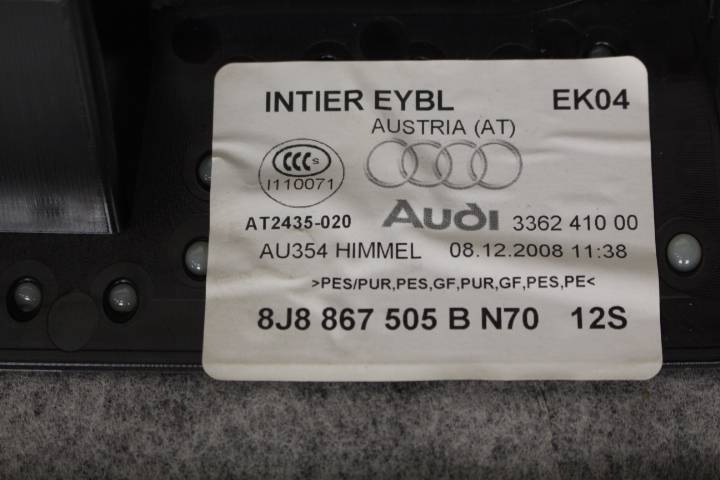 INTIER EYBL EK04
AUSTRIA (AT)
CCC S
I110071
AT2435-020 Audi 3362 410 00
AU354 HIMMEL 08.12.2008 11:38
>PES/PUR,PES,GF,PUR,GF,PES,PE<
8J8 867 505 B N70 12S